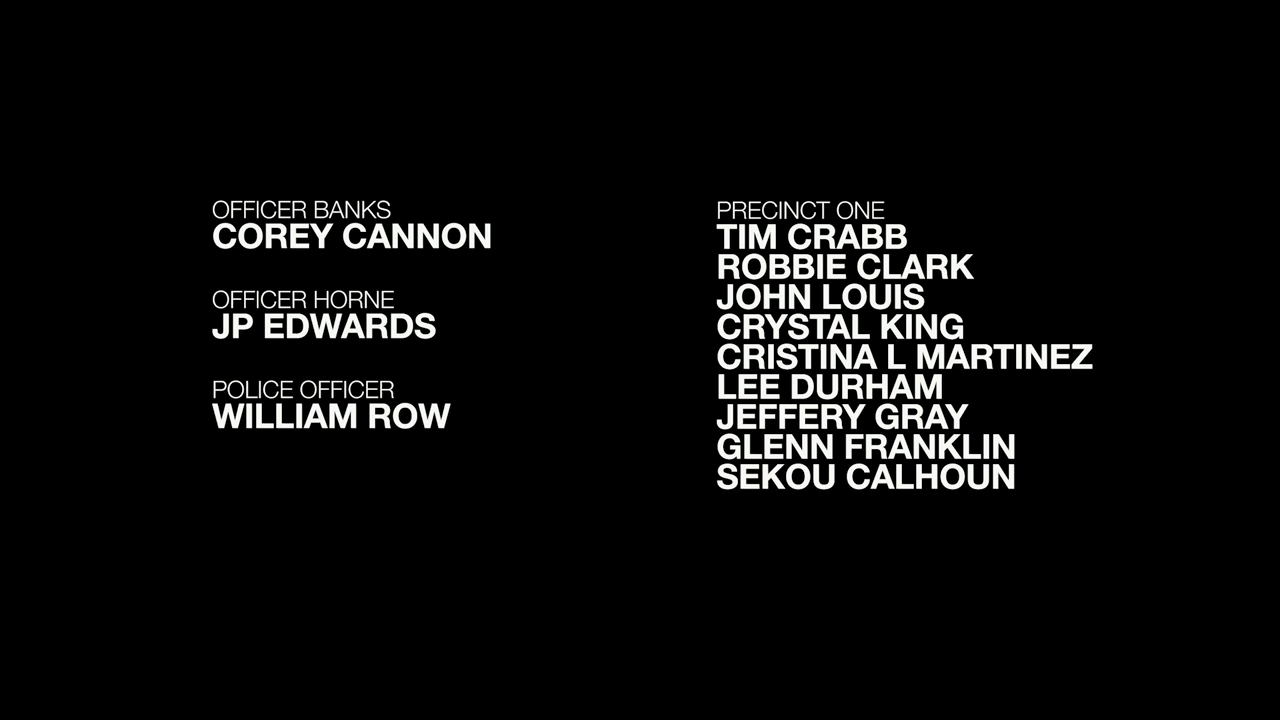 OFFICER BANKS
COREY CANNON
OFFICER HORNE
JP EDWARDS
POLICE OFFICER
WILLIAM ROW
PRECINCT ONE
TIM CRABB
ROBBIE CLARK
JOHN LOUIS
CRYSTAL KING
CRISTINA L MARTINEZ
LEE DURHAM
JEFFERY GRAY
GLENN FRANKLIN
SEKOU CALHOUN